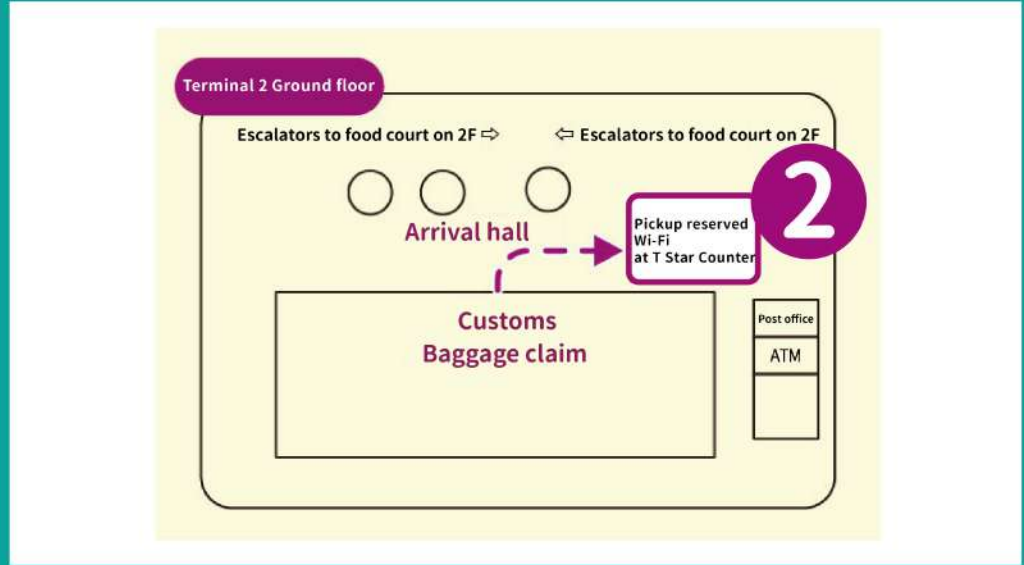 Terminal 2 Ground floor
Escalators to food court on 2F ⇨
⇦ Escalators to food court on 2F
2
Pickup reserved
Wi-Fi
at T Star Counter
Arrival hall
Customs
Baggage claim
Post office
ATM